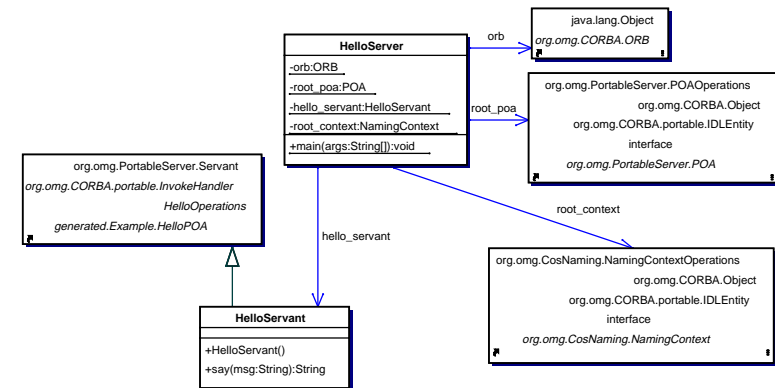 java.lang.Object
org.omg.CORBA.ORB
orb
HelloServer
-orb:ORB
-root_poa:POA
-hello_servant:HelloServant
-root_context:NamingContext
+main(args:String[]):void
root_poa
org.omg.PortableServer.POAOperations
org.omg.CORBA.Object
org.omg.CORBA.portable.IDLEntity
interface
org.omg.PortableServer.POA
org.omg.PortableServer.Servant
org.omg.CORBA.portable.InvokeHandler
HelloOperations
generated.Example.HelloPOA
hello_servant
root_context
org.omg.CosNaming.NamingContextOperations
org.omg.CORBA.Object
org.omg.CORBA.portable.IDLEntity
interface
org.omg.CosNaming.NamingContext
HelloServant
+HelloServant()
+say(msg:String):String